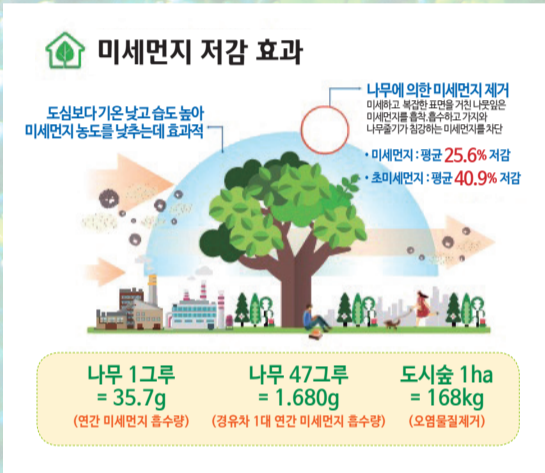 미세먼지 저감 효과
도심보다 기온 낮고 습도 높아
미세먼지 농도를 낮추는데 효과적
나무에 의한 미세먼지 제거
미세하고 복잡한 표면을 거친 나뭇잎은
미세먼지를 흡착,흡수하고 가지와
나무줄기가 침강하는 미세먼지를 차단
• 미세먼지 : 평균 25.6% 저감
• 초미세먼지 : 평균 40.9% 저감
나무 1그루
= 35.7g
(연간 미세먼지 흡수량)
나무 47그루
= 1.680g
(경유차 1대 연간 미세먼지 흡수량)
도시숲 1ha
= 168kg
(오염물질제거)